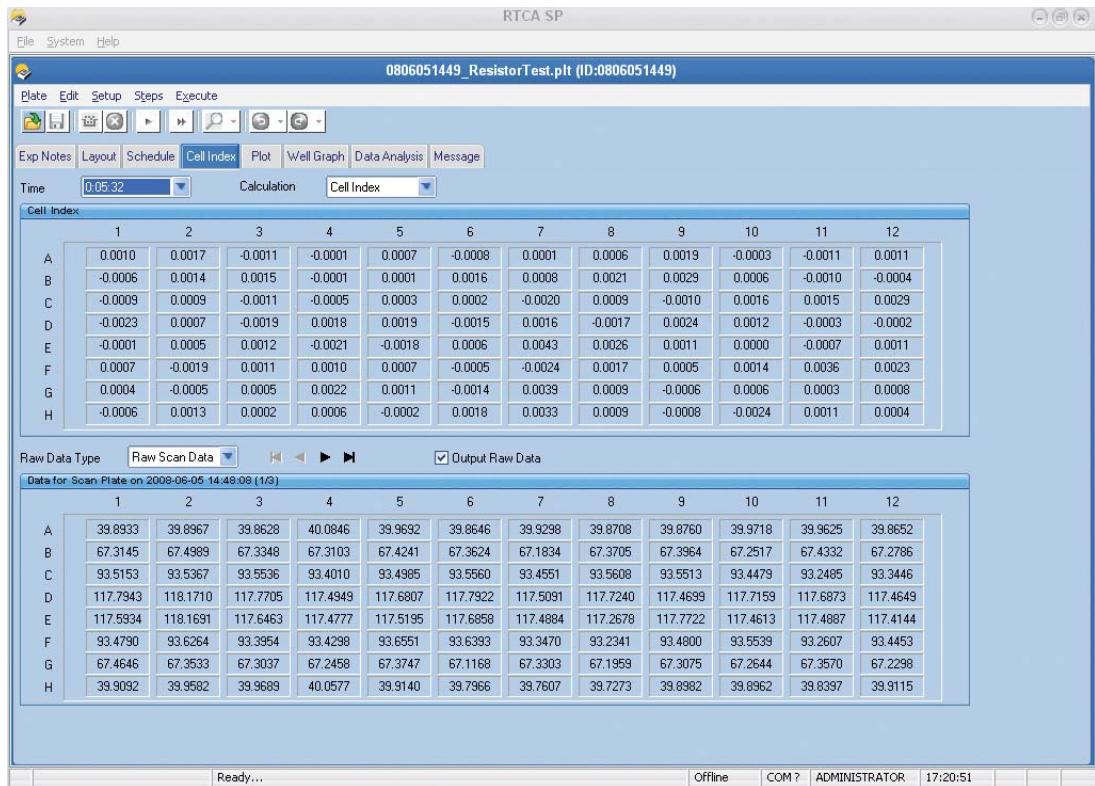 RTCA SP
File System Help
0806051449_ResistorTest.plt (ID:0806051449)
Plate Edit Setup Steps Execute
Exp Notes Layout Schedule Cell Index Plot Well Graph Data Analysis Message
Time 0:05:32 Calculation Cell Index
Cell Index
1 2 3 4 5 6 7 8 9 10 11 12
A 0.0010 0.0017 -0.0011 -0.0001 0.0007 -0.0008 0.0001 0.0006 0.0019 -0.0003 -0.0011 0.0011
B -0.0006 0.0014 0.0015 -0.0001 0.0001 0.0016 0.0008 0.0021 0.0029 0.0006 -0.0010 -0.0004
C -0.0009 0.0009 -0.0011 -0.0005 0.0003 0.0002 -0.0020 0.0009 -0.0010 0.0016 0.0015 0.0029
D -0.0023 0.0007 -0.0019 0.0018 0.0019 -0.0015 0.0016 -0.0017 0.0024 0.0012 -0.0003 -0.0002
E -0.0001 0.0005 0.0012 -0.0021 -0.0018 0.0006 0.0043 0.0026 0.0011 0.0000 -0.0007 0.0011
F 0.0007 -0.0019 0.0011 0.0010 0.0007 -0.0005 -0.0024 0.0017 0.0005 0.0014 0.0036 0.0023
G 0.0004 -0.0005 0.0005 0.0022 0.0011 -0.0014 0.0039 0.0009 -0.0006 0.0006 0.0003 0.0008
H -0.0006 0.0013 0.0002 0.0006 -0.0002 0.0018 0.0033 0.0009 -0.0008 -0.0024 0.0011 0.0004
Raw Data Type Raw Scan Data Output Raw Data
Data for Scan Plate on 2008-06-05 14:48:08 (1/3)
1 2 3 4 5 6 7 8 9 10 11 12
A 39.8933 39.8967 39.8628 40.0846 39.9692 39.8646 39.9298 39.8708 39.8760 39.9718 39.9625 39.8652
B 67.3145 67.4989 67.3348 67.3103 67.4241 67.3624 67.1834 67.3705 67.3964 67.2517 67.4332 67.2786
C 93.5153 93.5367 93.5536 93.4010 93.4985 93.5560 93.4551 93.5608 93.5513 93.4479 93.2485 93.3446
D 117.7943 118.1710 117.7705 117.4949 117.6807 117.7922 117.5091 117.7240 117.4699 117.7159 117.6873 117.4649
E 117.5934 118.1691 117.6463 117.4777 117.5195 117.6858 117.4884 117.2678 117.7722 117.4613 117.4887 117.4144
F 93.4790 93.6264 93.3954 93.4298 93.6551 93.6393 93.3470 93.2341 93.4800 93.5539 93.2607 93.4453
G 67.4646 67.3533 67.3037 67.2458 67.3747 67.1168 67.3303 67.1959 67.3075 67.2644 67.3570 67.2298
H 39.9092 39.9582 39.9689 40.0577 39.9140 39.7966 39.7607 39.7273 39.8982 39.8962 39.8397 39.9115
Ready... Offline COM ? ADMINISTRATOR 17:20:51